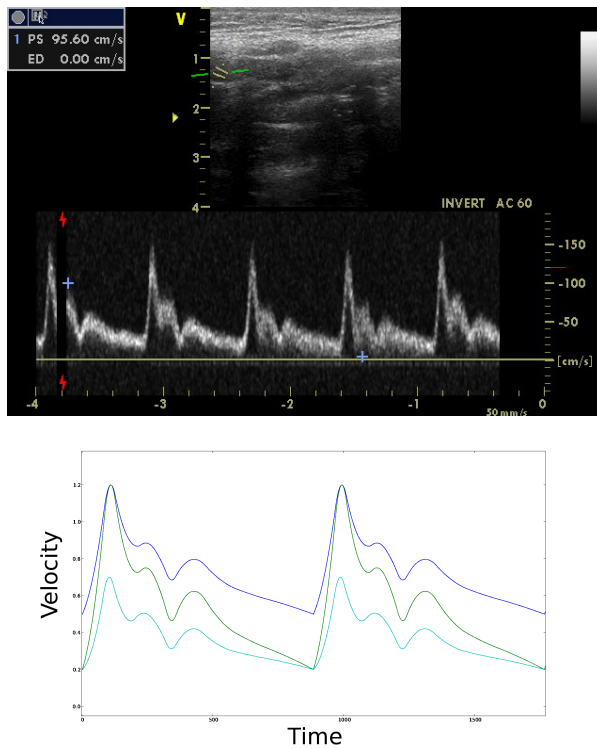 1 PS 95.60 cm/s
ED 0.00 cm/s
V
1
2
3
4
INVERT AC 60
-150
-100
-50
[cm/s]
-4 -3 -2 -1 0
50 mm/s
1.2
1.0
0.8
0.6
0.4
0.2
0.0
Velocity
0 500 1000 1500
Time